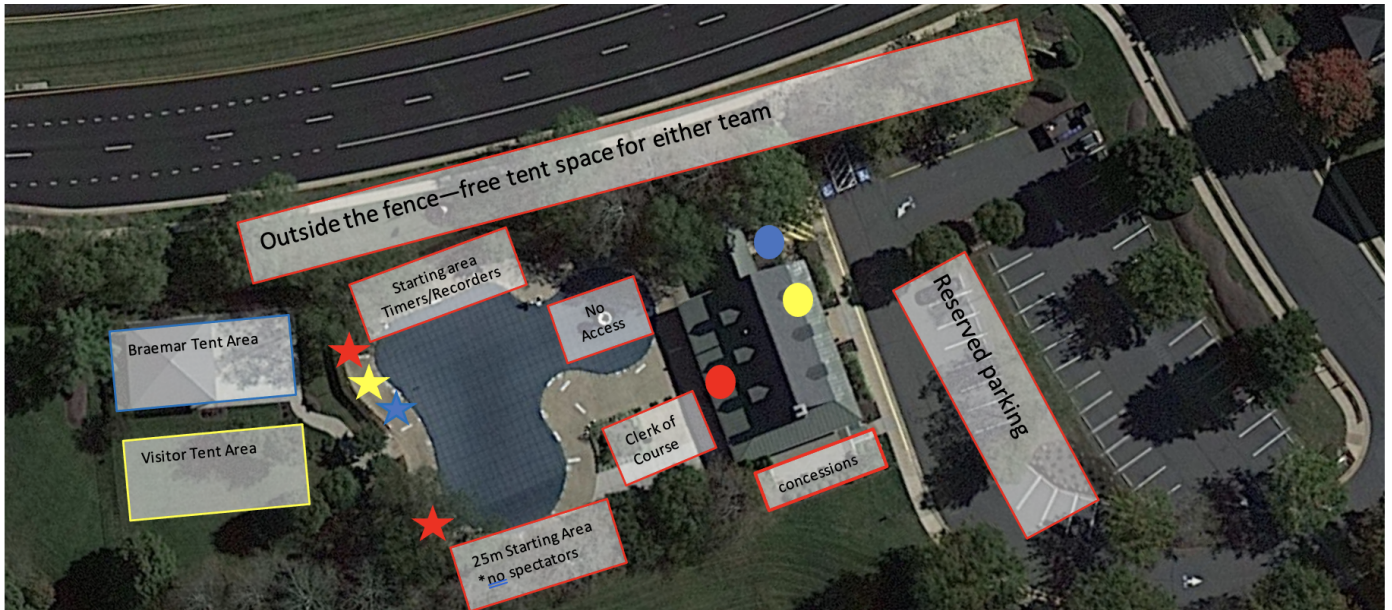 Outside the fence—free tent space for either team
Starting area
Timers/Recorders
No
Access
Braemar Tent Area
Visitor Tent Area
Clerk of
Course
concessions
Reserved parking
25m Starting Area
*no spectators